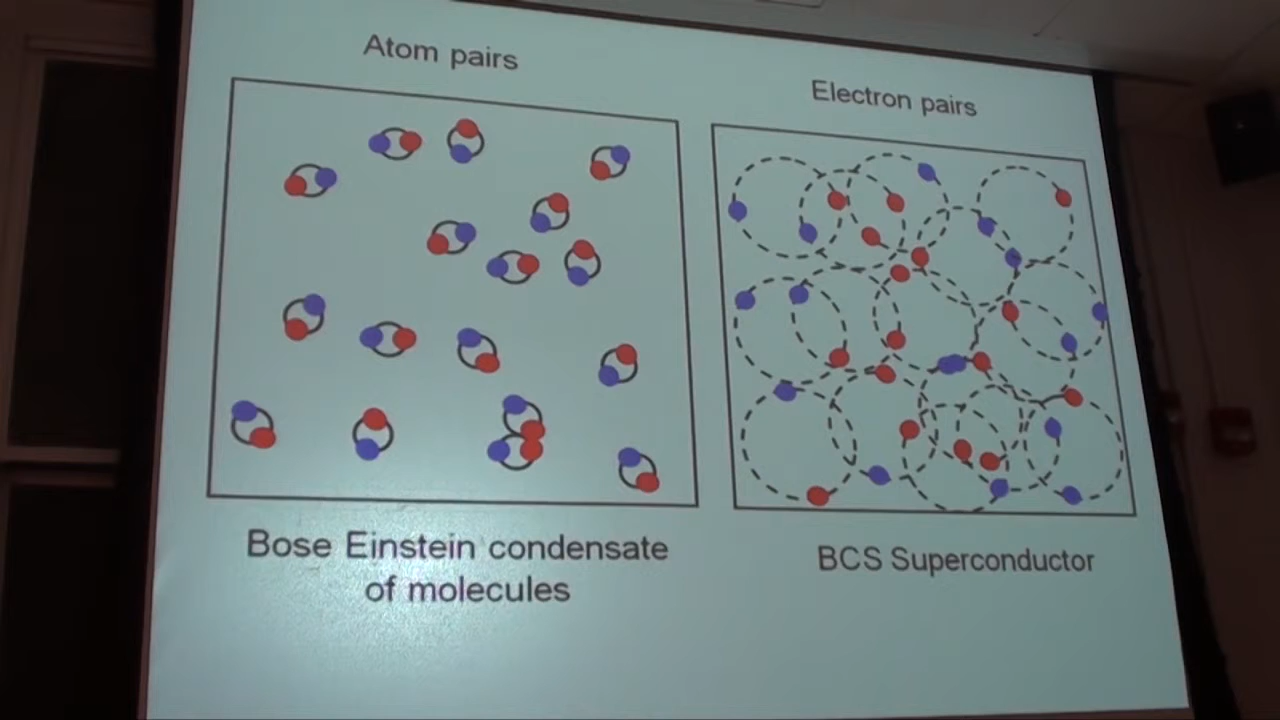 Atom pairs
Electron pairs
Bose Einstein condensate
of molecules
BCS Superconductor